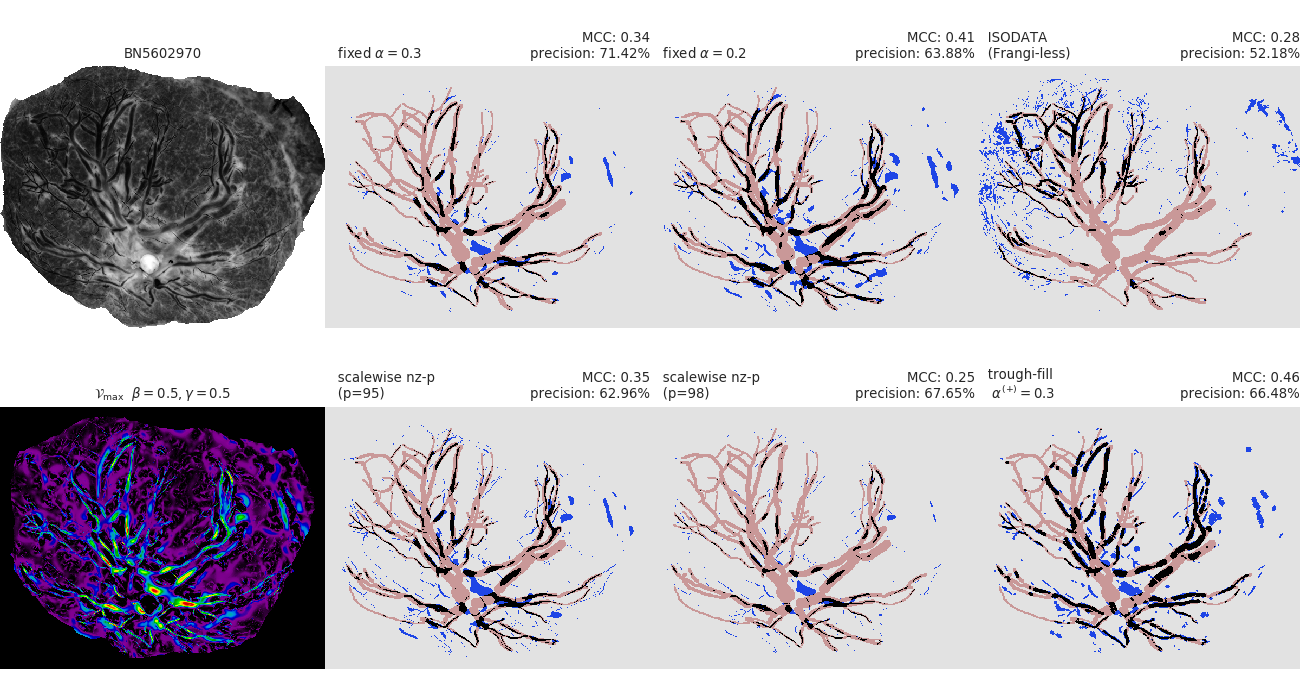 BN5602970
fixed α = 0.3
MCC: 0.34
precision: 71.42%
fixed α = 0.2
MCC: 0.41
precision: 63.88%
ISODATA
(Frangi-less)
MCC: 0.28
precision: 52.18%
𝒱max β = 0.5, γ = 0.5
scalewise nz-p
(p=95)
MCC: 0.35
precision: 62.96%
scalewise nz-p
(p=98)
MCC: 0.25
precision: 67.65%
trough-fill
α(+) = 0.3
MCC: 0.46
precision: 66.48%